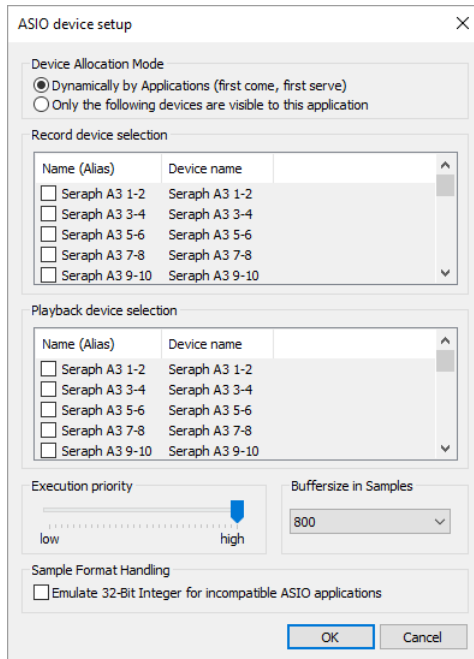 ASIO device setup
Device Allocation Mode
Dynamically by Applications (first come, first serve)
Only the following devices are visible to this application
Record device selection
Name (Alias) Device name
Seraph A3 1-2 Seraph A3 1-2
Seraph A3 3-4 Seraph A3 3-4
Seraph A3 5-6 Seraph A3 5-6
Seraph A3 7-8 Seraph A3 7-8
Seraph A3 9-10 Seraph A3 9-10
Playback device selection
Name (Alias) Device name
Seraph A3 1-2 Seraph A3 1-2
Seraph A3 3-4 Seraph A3 3-4
Seraph A3 5-6 Seraph A3 5-6
Seraph A3 7-8 Seraph A3 7-8
Seraph A3 9-10 Seraph A3 9-10
Execution priority Buffersize in Samples
800
low high
Sample Format Handling
Emulate 32-Bit Integer for incompatible ASIO applications
OK Cancel